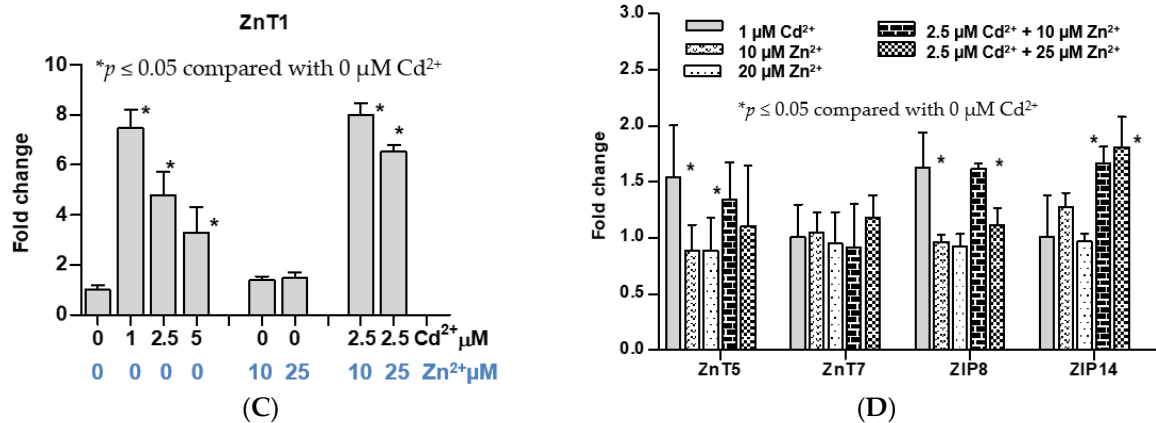 ZnT1
*p ≤ 0.05 compared with 0 µM Cd²⁺
Fold change
10
8
6
4
2
0
0 1 2.5 5 0 0 2.5 2.5 Cd²⁺µM
0 0 0 0 10 25 10 25 Zn²⁺µM
(C)
3.0
2.5
2.0
1.5
1.0
0.5
0.0
Fold change
1 µM Cd²⁺
10 µM Zn²⁺
20 µM Zn²⁺
2.5 µM Cd²⁺ + 10 µM Zn²⁺
2.5 µM Cd²⁺ + 25 µM Zn²⁺
*p ≤ 0.05 compared with 0 µM Cd²⁺
ZnT5 ZnT7 ZIP8 ZIP14
(D)